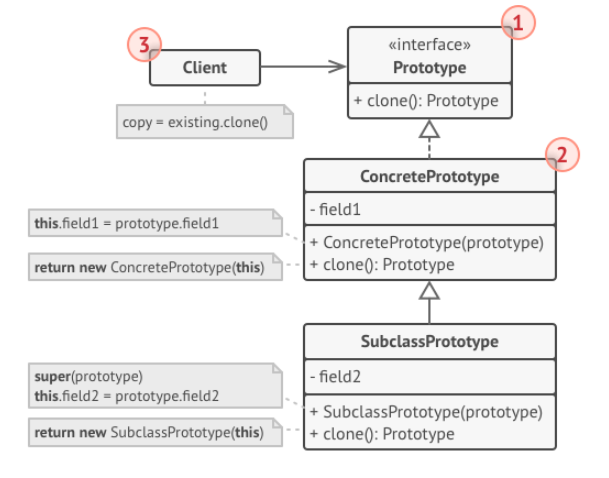 1
«interface»
Prototype
+ clone(): Prototype
3
Client
copy = existing.clone()
2
ConcretePrototype
- field1
+ ConcretePrototype(prototype)
+ clone(): Prototype
this.field1 = prototype.field1
return new ConcretePrototype(this)
SubclassPrototype
- field2
+ SubclassPrototype(prototype)
+ clone(): Prototype
super(prototype)
this.field2 = prototype.field2
return new SubclassPrototype(this)